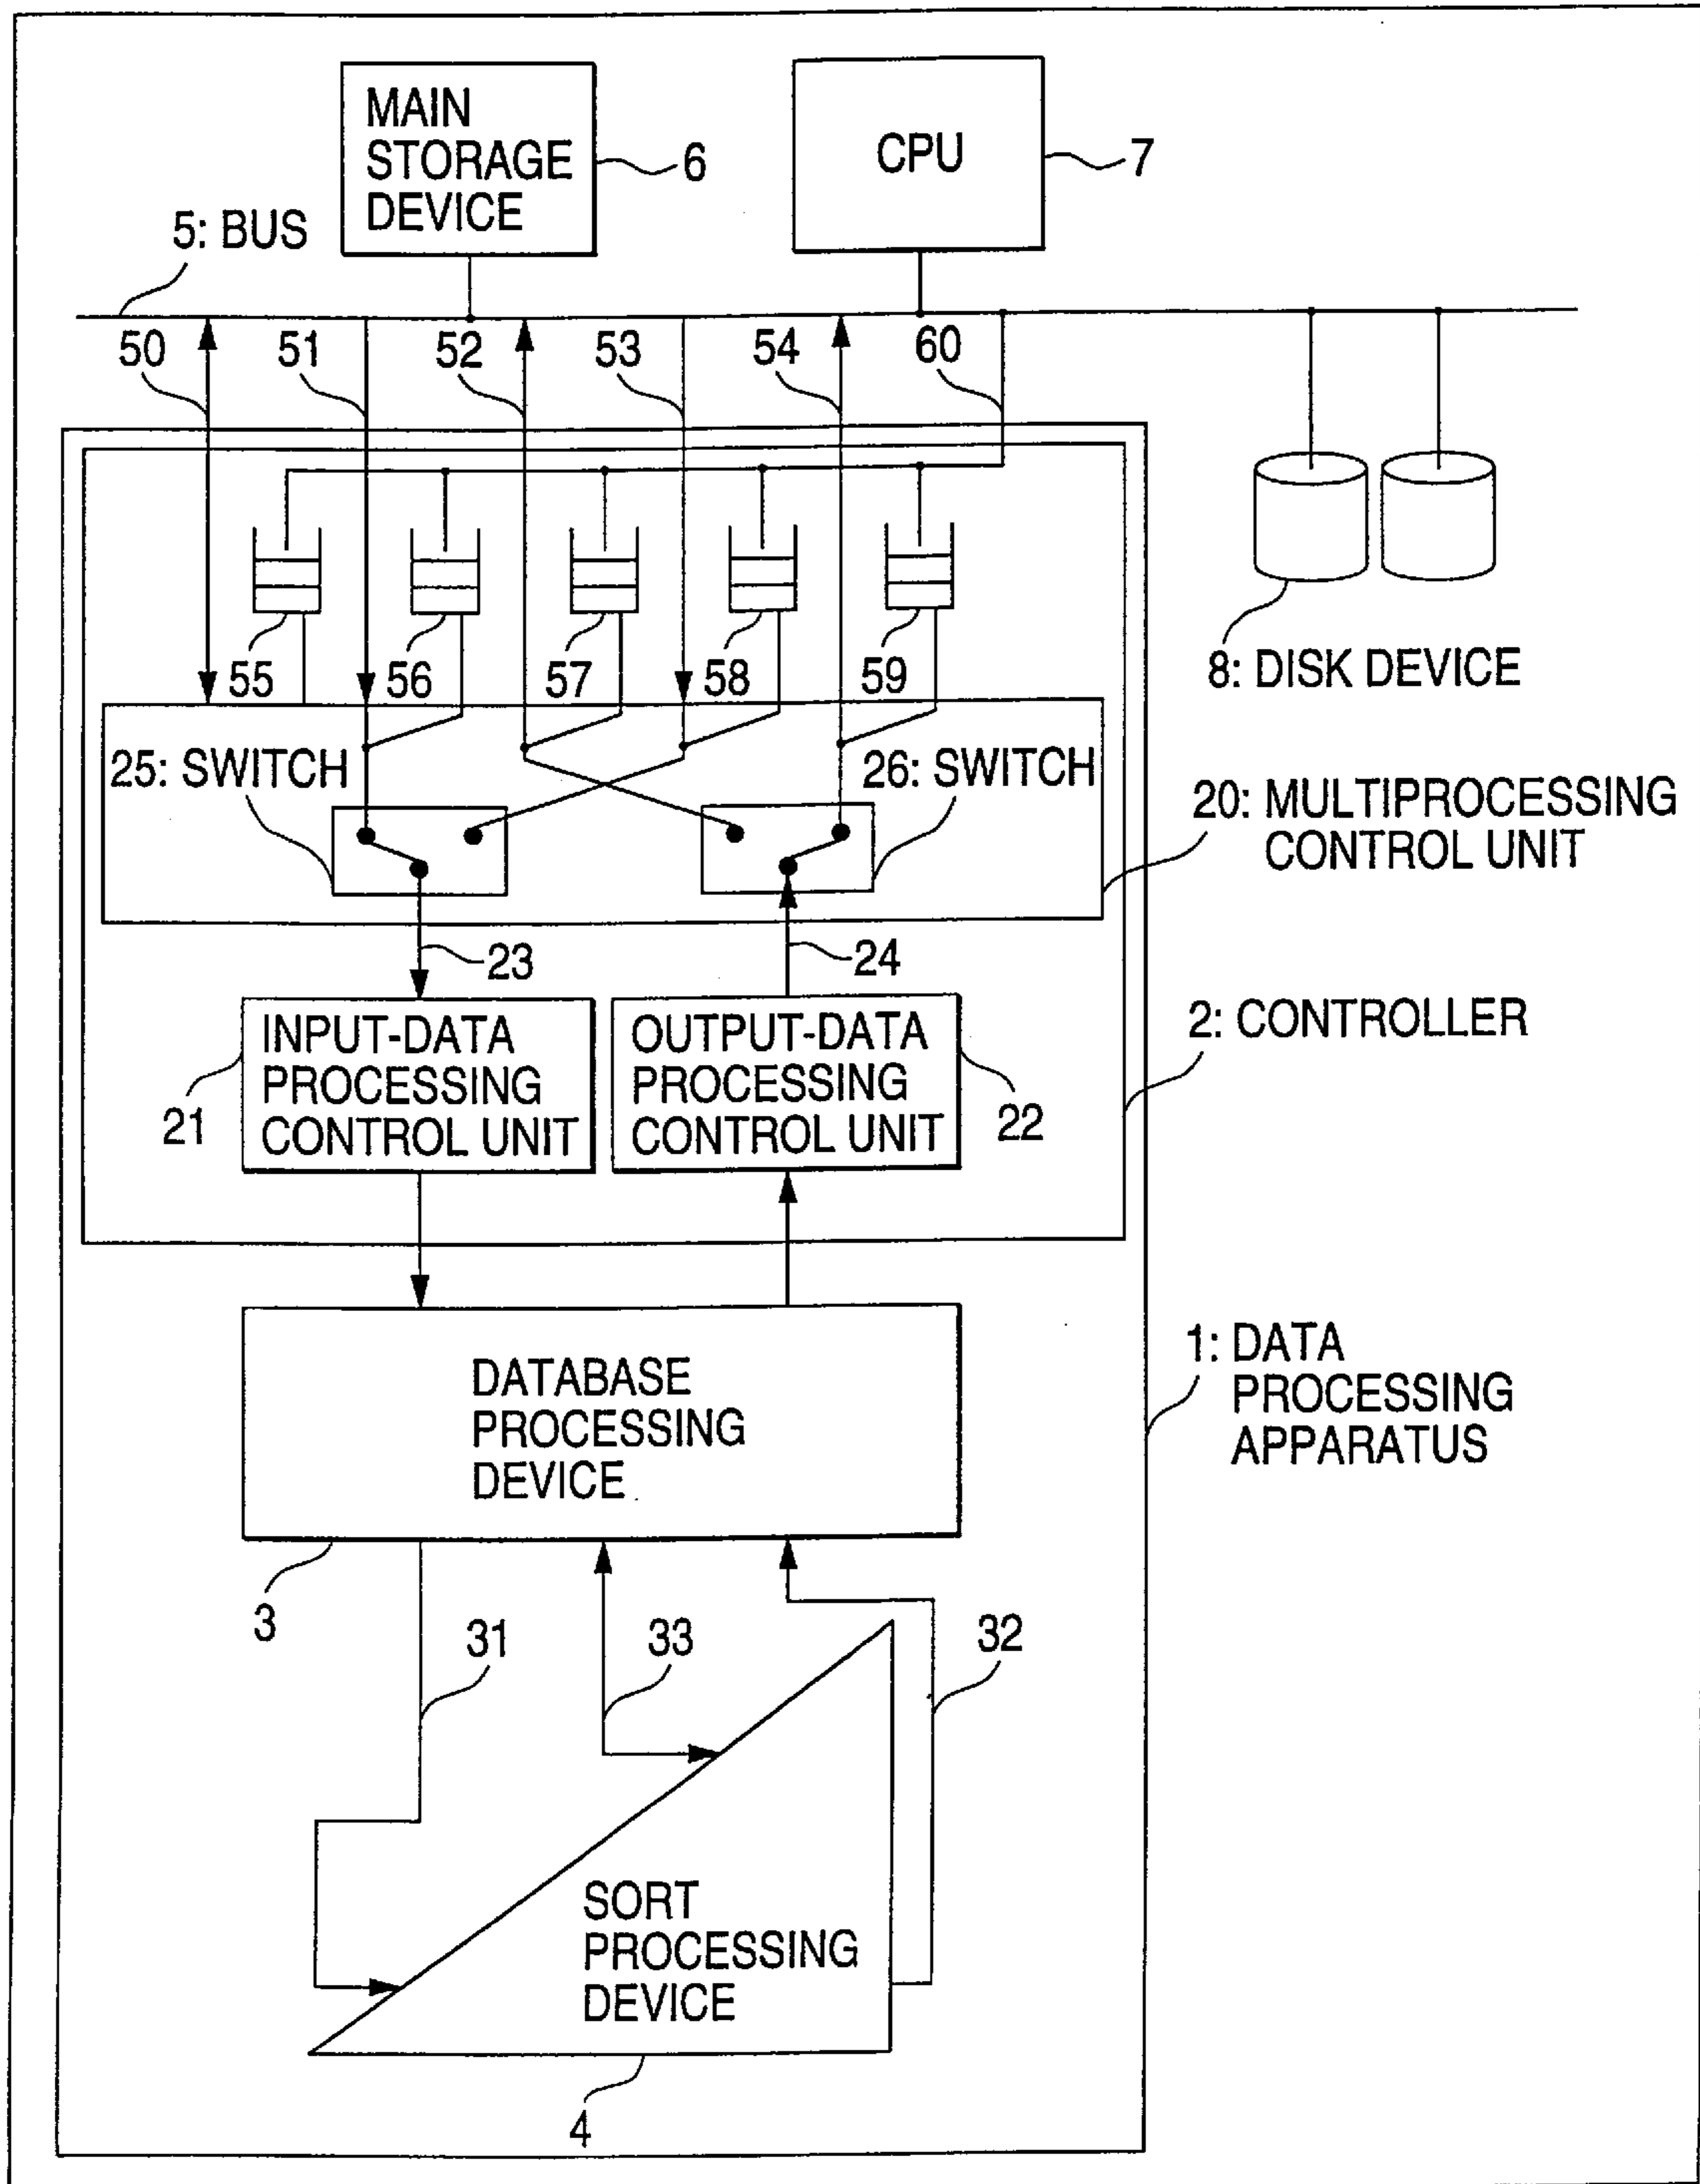 MAIN
STORAGE
DEVICE
6
CPU
7
5: BUS
50
51
52
53
54
60
55
56
57
58
59
8: DISK DEVICE
25: SWITCH
26: SWITCH
20: MULTIPROCESSING
CONTROL UNIT
23
24
2: CONTROLLER
INPUT-DATA
PROCESSING
CONTROL UNIT
21
OUTPUT-DATA
PROCESSING
CONTROL UNIT
22
DATABASE
PROCESSING
DEVICE
1: DATA
PROCESSING
APPARATUS
3
31
33
32
SORT
PROCESSING
DEVICE
4